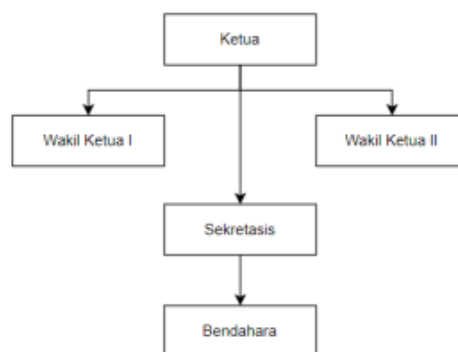 Ketua
Wakil Ketua I
Wakil Ketua II
Sekretasis
Bendahara